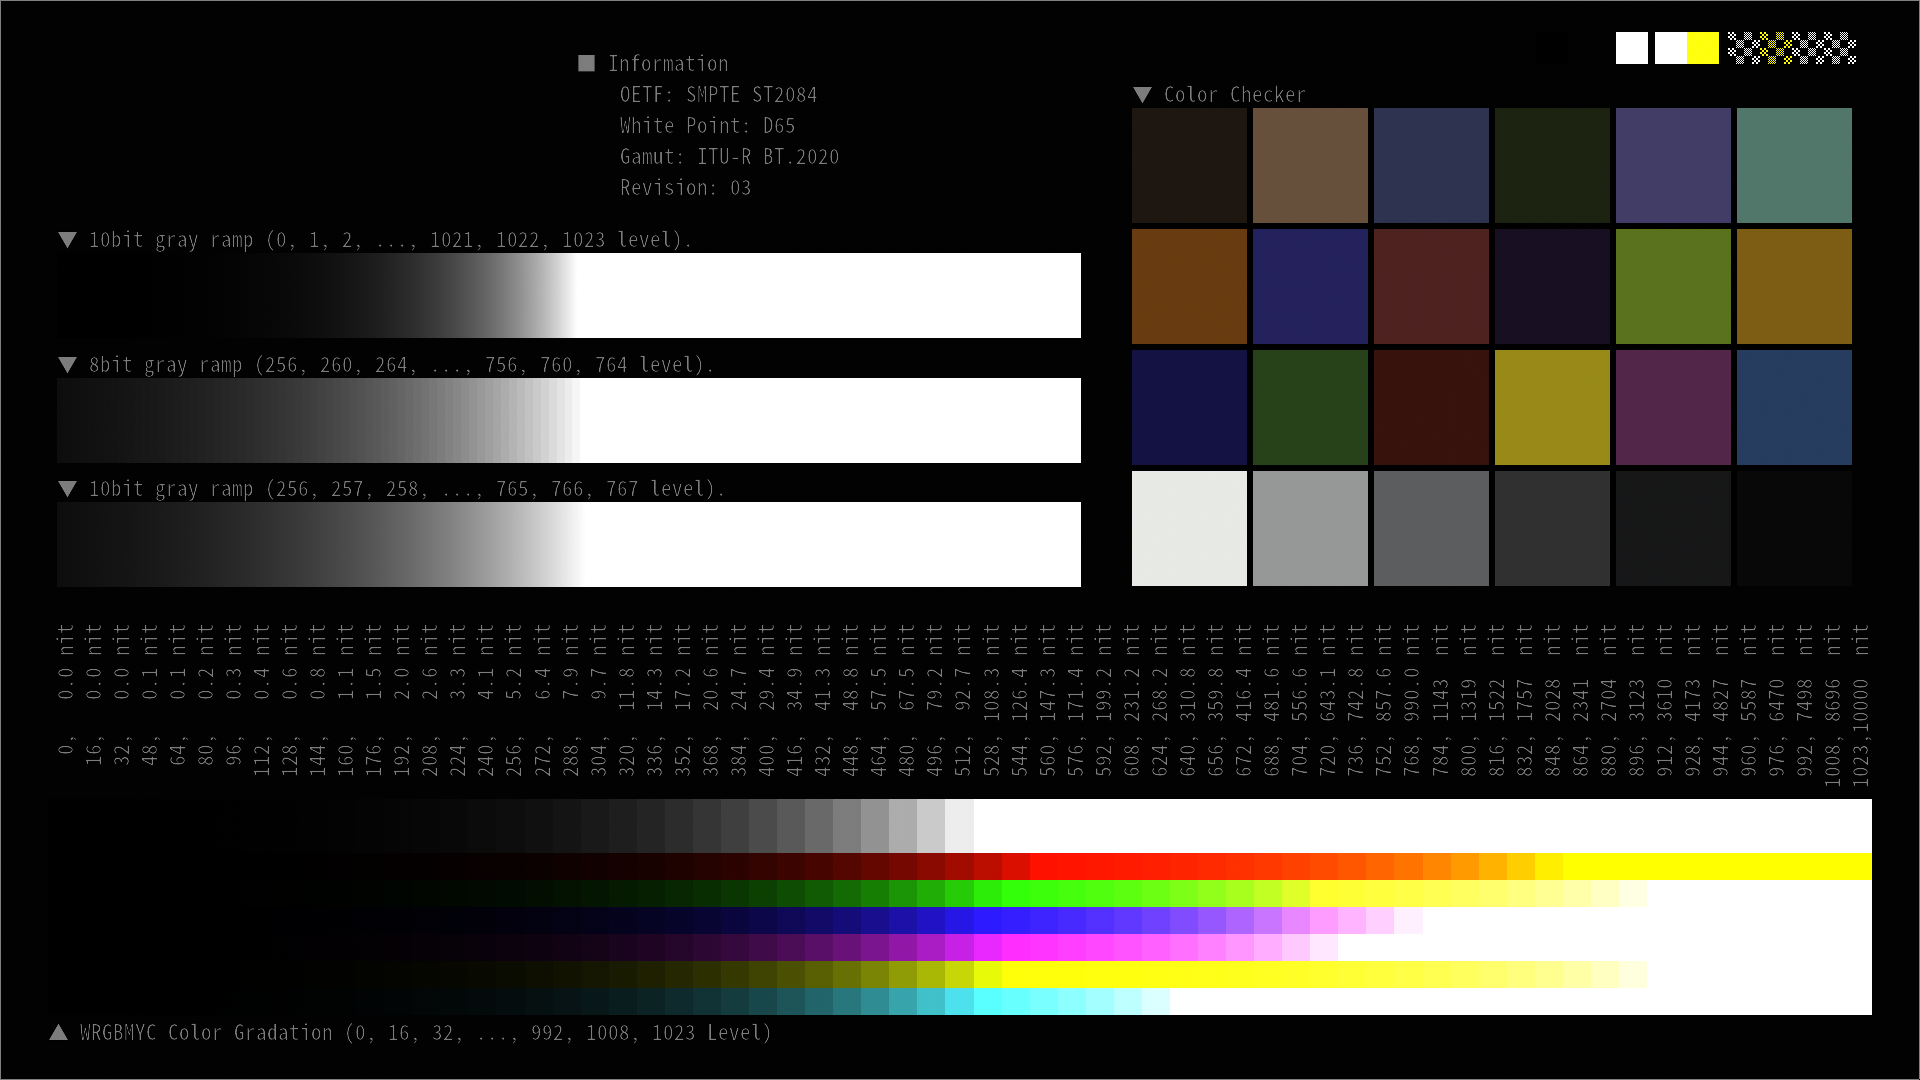 ■ Information
OETF: SMPTE ST2084
White Point: D65
Gamut: ITU-R BT.2020
Revision: 03
▼ Color Checker
▼ 10bit gray ramp (0, 1, 2, ..., 1021, 1022, 1023 level).
▼ 8bit gray ramp (256, 260, 264, ..., 756, 760, 764 level).
▼ 10bit gray ramp (256, 257, 258, ..., 765, 766, 767 level).
0, 0.0 nit
16, 0.0 nit
32, 0.0 nit
48, 0.1 nit
64, 0.1 nit
80, 0.2 nit
96, 0.3 nit
112, 0.4 nit
128, 0.6 nit
144, 0.8 nit
160, 1.1 nit
176, 1.5 nit
192, 2.0 nit
208, 2.6 nit
224, 3.3 nit
240, 4.1 nit
256, 5.2 nit
272, 6.4 nit
288, 7.9 nit
304, 9.7 nit
320, 11.8 nit
336, 14.3 nit
352, 17.2 nit
368, 20.6 nit
384, 24.7 nit
400, 29.4 nit
416, 34.9 nit
432, 41.3 nit
448, 48.8 nit
464, 57.5 nit
480, 67.5 nit
496, 79.2 nit
512, 92.7 nit
528, 108.3 nit
544, 126.4 nit
560, 147.3 nit
576, 171.4 nit
592, 199.2 nit
608, 231.2 nit
624, 268.2 nit
640, 310.8 nit
656, 359.8 nit
672, 416.4 nit
688, 481.6 nit
704, 556.6 nit
720, 643.1 nit
736, 742.8 nit
752, 857.6 nit
768, 990.0 nit
784, 1143 nit
800, 1319 nit
816, 1522 nit
832, 1757 nit
848, 2028 nit
864, 2341 nit
880, 2704 nit
896, 3123 nit
912, 3610 nit
928, 4173 nit
944, 4827 nit
960, 5587 nit
976, 6470 nit
992, 7498 nit
1008, 8696 nit
1023,10000 nit
▲ WRGBMYC Color Gradation (0, 16, 32, ..., 992, 1008, 1023 Level)